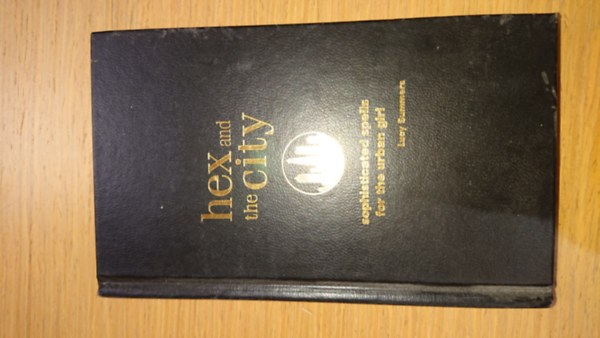 hex and
the city
sophisticated spells
for the urban girl
Lucy Summers